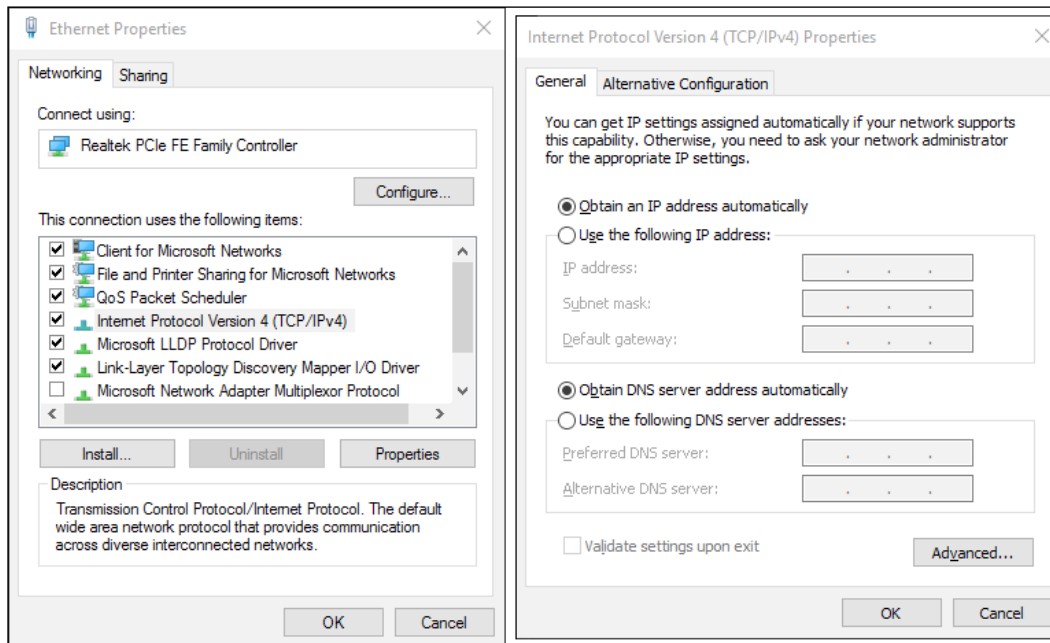 Ethernet Properties
Networking
Sharing
Connect using:
Realtek PCIe FE Family Controller
Configure...
This connection uses the following items:
Client for Microsoft Networks
File and Printer Sharing for Microsoft Networks
QoS Packet Scheduler
Internet Protocol Version 4 (TCP/IPv4)
Microsoft LLDP Protocol Driver
Link-Layer Topology Discovery Mapper I/O Driver
Microsoft Network Adapter Multiplexor Protocol
Install...
Uninstall
Properties
Description
Transmission Control Protocol/Internet Protocol. The default
wide area network protocol that provides communication
across diverse interconnected networks.
OK
Cancel
Internet Protocol Version 4 (TCP/IPv4) Properties
General
Alternative Configuration
You can get IP settings assigned automatically if your network supports
this capability. Otherwise, you need to ask your network administrator
for the appropriate IP settings.
Obtain an IP address automatically
Use the following IP address:
IP address:
Subnet mask:
Default gateway:
Obtain DNS server address automatically
Use the following DNS server addresses:
Preferred DNS server:
Alternative DNS server:
Validate settings upon exit
Advanced...
OK
Cancel